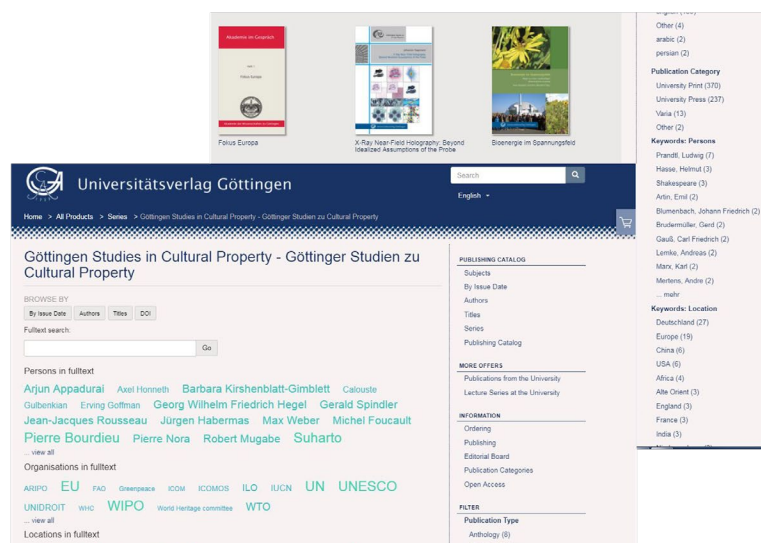 Other (4)
arabic (2)
persian (2)
Publication Category
University Print (370)
University Press (237)
Varia (13)
Other (2)
Keywords: Persons
Prandtl, Ludwig (7)
Hasse, Helmut (3)
Shakespeare (3)
Artin, Emil (2)
Blumenbach, Johann Friedrich (2)
Brudermüller, Gerd (2)
Gauß, Carl Friedrich (2)
Lemke, Andreas (2)
Marx, Karl (2)
Mertens, Andre (2)
... mehr
Keywords: Location
Deutschland (27)
Europe (19)
China (6)
USA (6)
Africa (4)
Alte Orient (3)
England (3)
France (3)
India (3)
Akademie im Gespräch
Fokus Europa
Fokus Europa
X-Ray Near-Field Holography: Beyond
Idealized Assumptions of the Probe
Bioenergie im Spannungsfeld
Universitätsverlag Göttingen
Search
English
Home > All Products > Series > Göttingen Studies in Cultural Property - Göttinger Studien zu Cultural Property
Göttingen Studies in Cultural Property - Göttinger Studien zu
Cultural Property
BROWSE BY
By Issue Date Authors Titles DOI
Fulltext search:
Go
Persons in fulltext
Arjun Appadurai Axel Honneth Barbara Kirshenblatt-Gimblett Calouste
Gulbenkian Erving Goffman Georg Wilhelm Friedrich Hegel Gerald Spindler
Jean-Jacques Rousseau Jürgen Habermas Max Weber Michel Foucault
Pierre Bourdieu Pierre Nora Robert Mugabe Suharto
... view all
Organisations in fulltext
ARIPO EU FAO Greenpeace ICOM ICOMOS ILO IUCN UN UNESCO
UNIDROIT WHC WIPO World Heritage committee WTO
... view all
Locations in fulltext
PUBLISHING CATALOG
Subjects
By Issue Date
Authors
Titles
Series
Publishing Catalog
MORE OFFERS
Publications from the University
Lecture Series at the University
INFORMATION
Ordering
Publishing
Editorial Board
Publication Categories
Open Access
FILTER
Publication Type
Anthology (8)